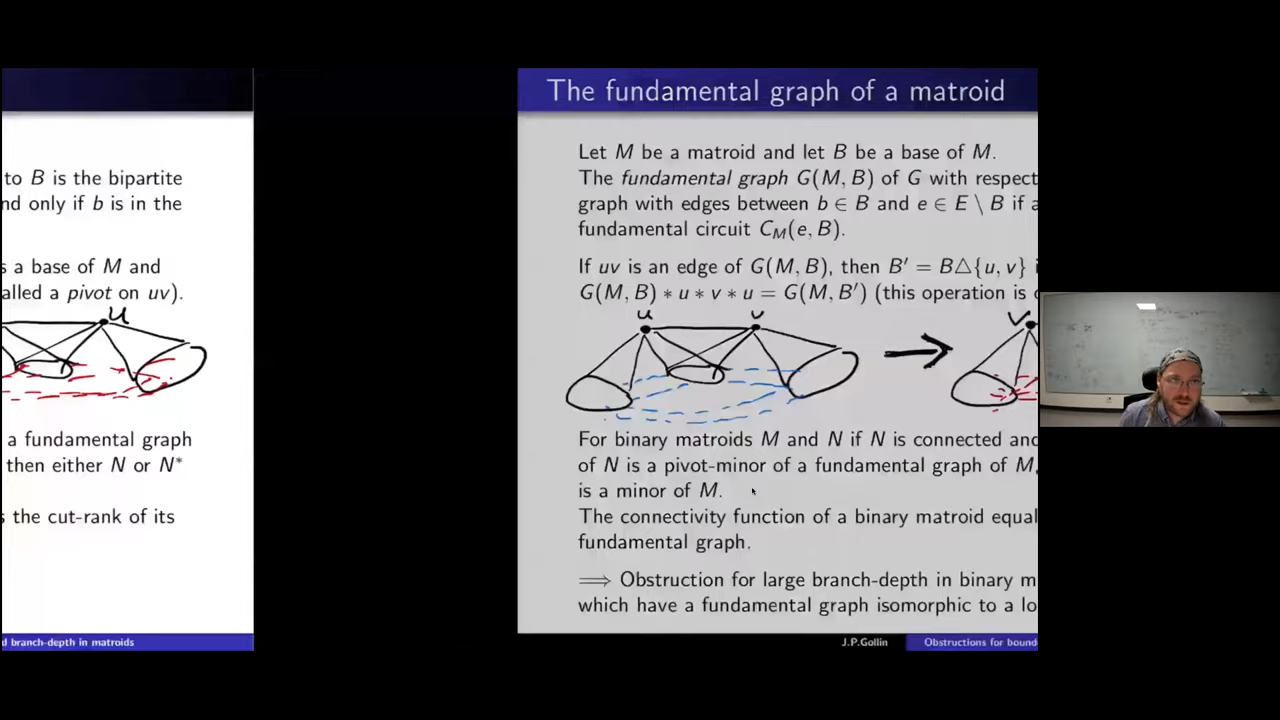 to B is the bipartite
nd only if b is in the
s a base of M and
alled a pivot on uv).
u
a fundamental graph
then either N or N*
s the cut-rank of its
d branch-depth in matroids
The fundamental graph of a matroid
Let M be a matroid and let B be a base of M.
The fundamental graph G(M, B) of G with respect
graph with edges between b ∈ B and e ∈ E \ B if a
fundamental circuit C_M(e, B).
If uv is an edge of G(M, B), then B′ = B△{u, v} i
G(M, B) ∗ u ∗ v ∗ u = G(M, B′) (this operation is c
u v v
For binary matroids M and N if N is connected and
of N is a pivot-minor of a fundamental graph of M,
is a minor of M.
The connectivity function of a binary matroid equal
fundamental graph.
⟹ Obstruction for large branch-depth in binary m
which have a fundamental graph isomorphic to a lo
J.P.Gollin Obstructions for bound